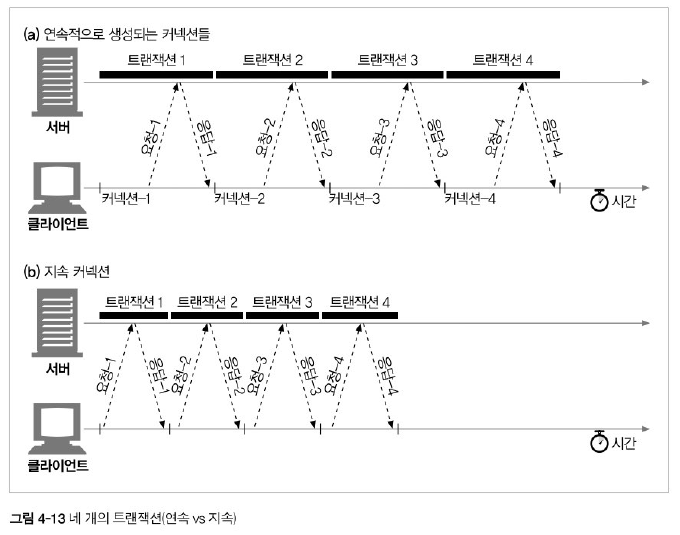 (a) 연속적으로 생성되는 커넥션들
트랜잭션 1 트랜잭션 2 트랜잭션 3 트랜잭션 4
서버
요청-1 응답-1 요청-2 응답-2 요청-3 응답-3 요청-4 응답-4
커넥션-1 커넥션-2 커넥션-3 커넥션-4
시간
클라이언트
(b) 지속 커넥션
트랜잭션 1 트랜잭션 2 트랜잭션 3 트랜잭션 4
서버
요청-1 응답-1 요청-2 응답-2 요청-3 응답-3 요청-4 응답-4
시간
클라이언트
그림 4-13 네 개의 트랜잭션(연속 vs 지속)